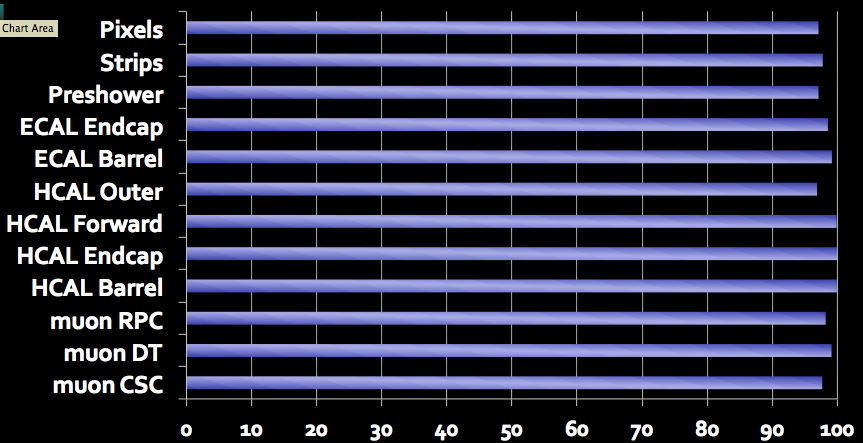 Chart Area
Pixels
Strips
Preshower
ECAL Endcap
ECAL Barrel
HCAL Outer
HCAL Forward
HCAL Endcap
HCAL Barrel
muon RPC
muon DT
muon CSC
0 10 20 30 40 50 60 70 80 90 100